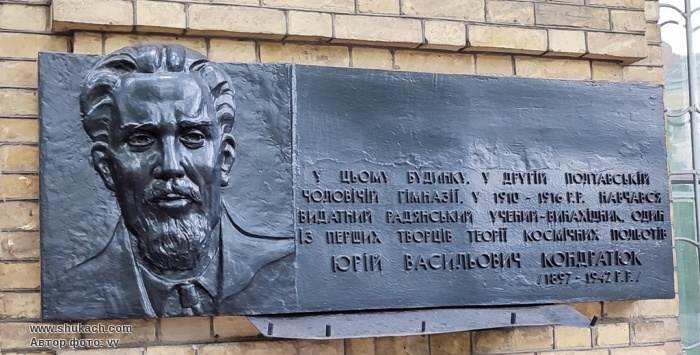 У ЦЬОМУ БУДИНКУ, У ДРУГІЙ ПОЛТАВСЬКІЙ
ЧОЛОВІЧІЙ ГІМНАЗІЇ, У 1910 - 1916 Р.Р. НАВЧАВСЯ
ВИДАТНИЙ РАДЯНСЬКИЙ УЧЕНИЙ-ВИНАХІДНИК, ОДИН
ІЗ ПЕРШИХ ТВОРЦІВ ТЕОРІЇ КОСМІЧНИХ ПОЛЬОТІВ
ЮРІЙ ВАСИЛЬОВИЧ КОНДРАТЮК
/1897 - 1942 Р.Р./
www.shukach.com
Автор фото: vv